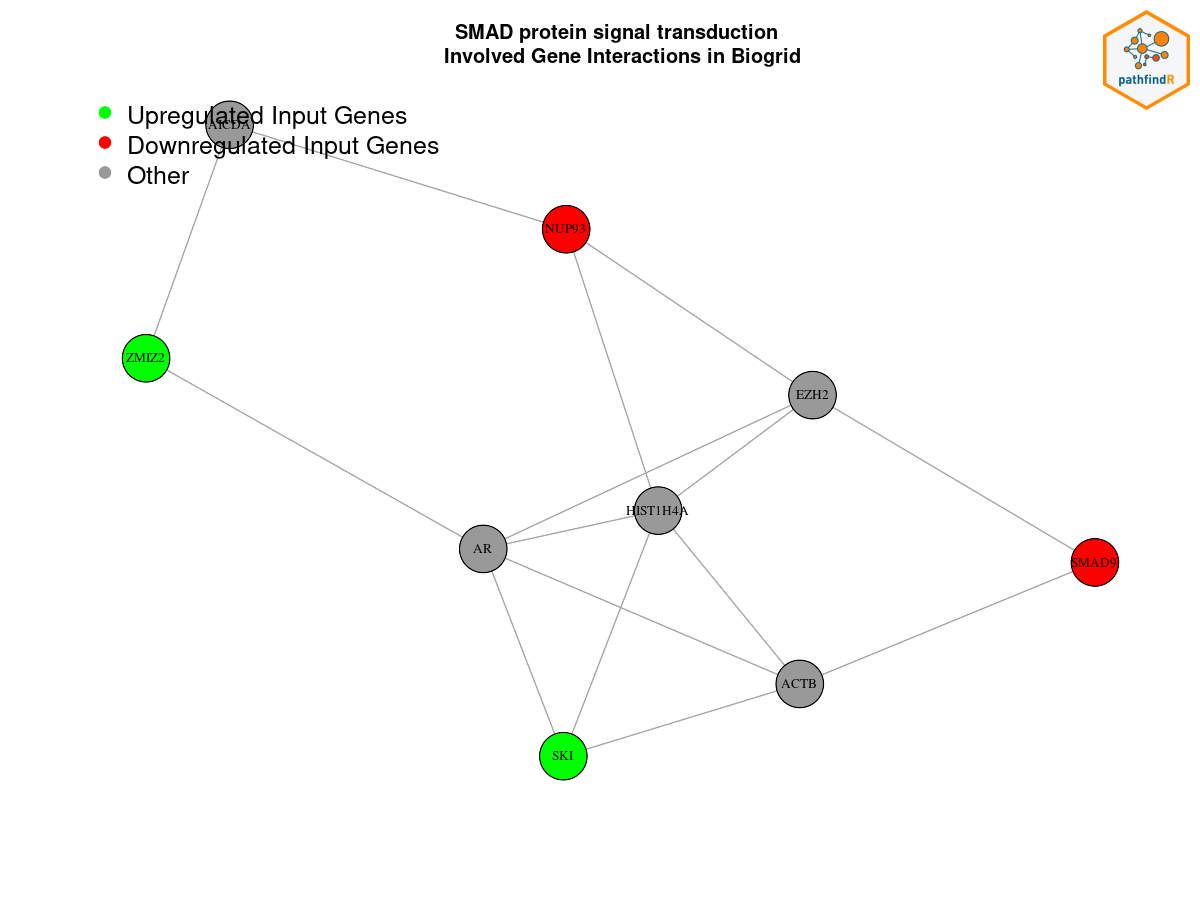 SMAD protein signal transduction
Involved Gene Interactions in Biogrid
pathfindR
Upregulated Input Genes
AICDA
Downregulated Input Genes
Other
NUP93
ZMIZ2
EZH2
HIST1H4A
AR
SMAD9
ACTB
SKI